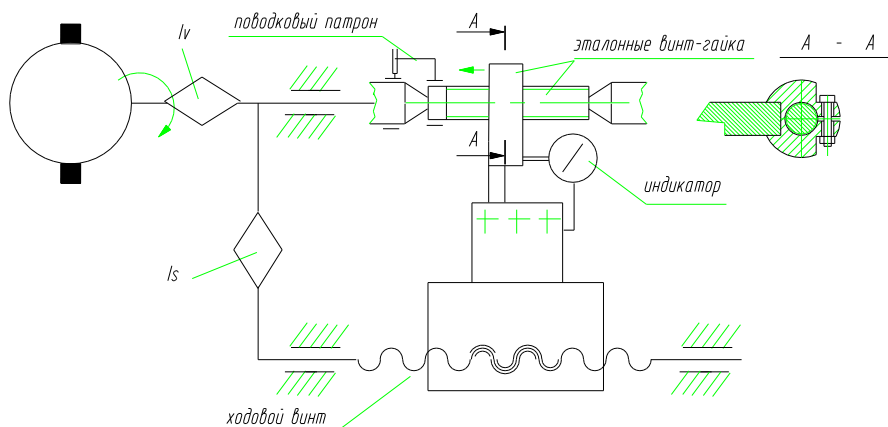 Iv
поводковый патрон
А
эталонные винт-гайка
А - А
А
индикатор
Is
ходовой винт